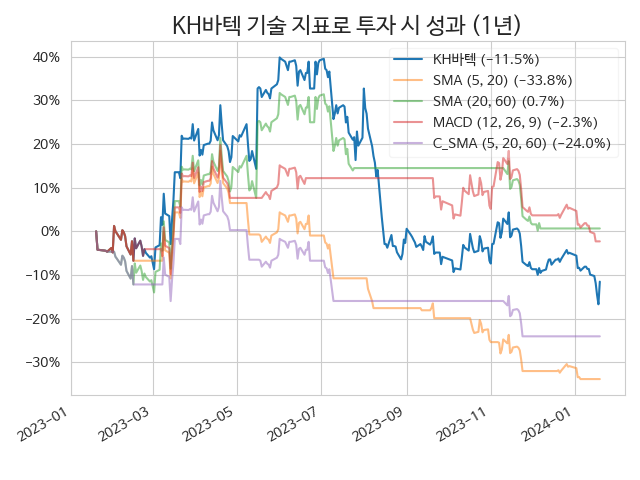 KH바텍 기술 지표로 투자 시 성과 (1년)
40%
30%
20%
10%
0%
−10%
−20%
−30%
KH바텍 (−11.5%)
SMA (5, 20) (−33.8%)
SMA (20, 60) (0.7%)
MACD (12, 26, 9) (−2.3%)
C_SMA (5, 20, 60) (−24.0%)
2023−01
2023−03
2023−05
2023−07
2023−09
2023−11
2024−01